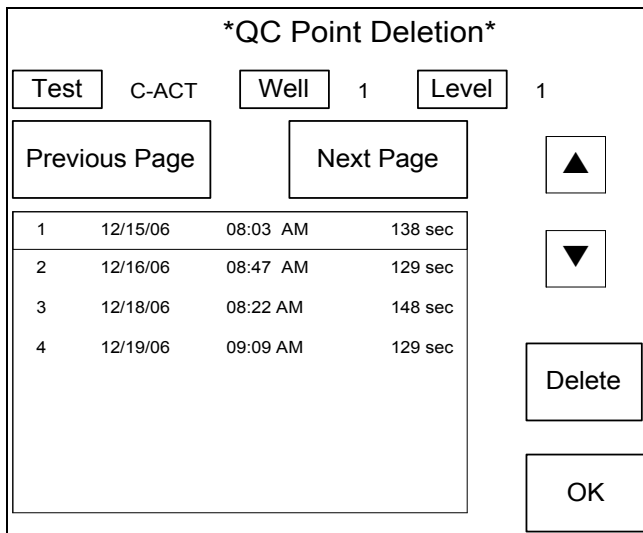 *QC Point Deletion*
Test C-ACT Well 1 Level 1
Previous Page Next Page ▲
1 12/15/06 08:03 AM 138 sec
2 12/16/06 08:47 AM 129 sec
▼
3 12/18/06 08:22 AM 148 sec
4 12/19/06 09:09 AM 129 sec
Delete
OK